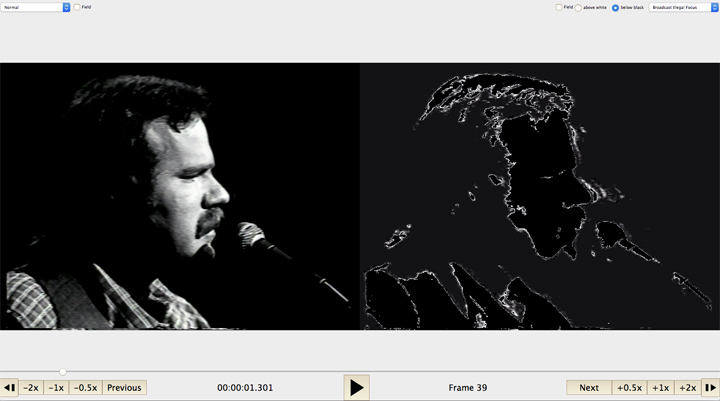 Normal Field Field above white below black Broadcast Illegal Focus
-2x -1x -0.5x Previous 00:00:01.301 Frame 39 Next +0.5x +1x +2x